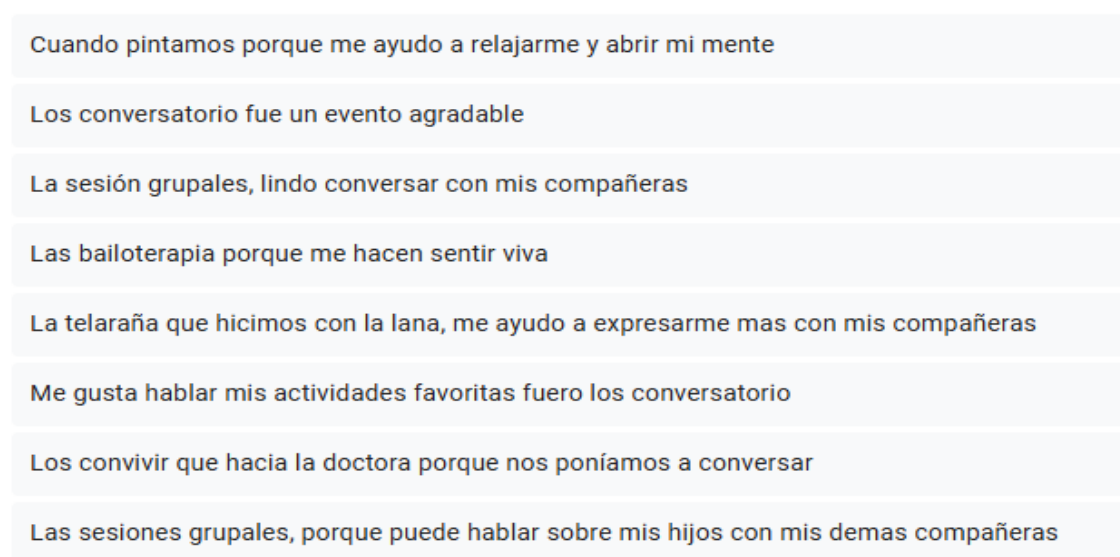 Cuando pintamos porque me ayudo a relajarme y abrir mi mente
Los conversatorio fue un evento agradable
La sesión grupales, lindo conversar con mis compañeras
Las bailoterapia porque me hacen sentir viva
La telaraña que hicimos con la lana, me ayudo a expresarme mas con mis compañeras
Me gusta hablar mis actividades favoritas fuero los conversatorio
Los convivir que hacia la doctora porque nos poníamos a conversar
Las sesiones grupales, porque puede hablar sobre mis hijos con mis demas compañeras